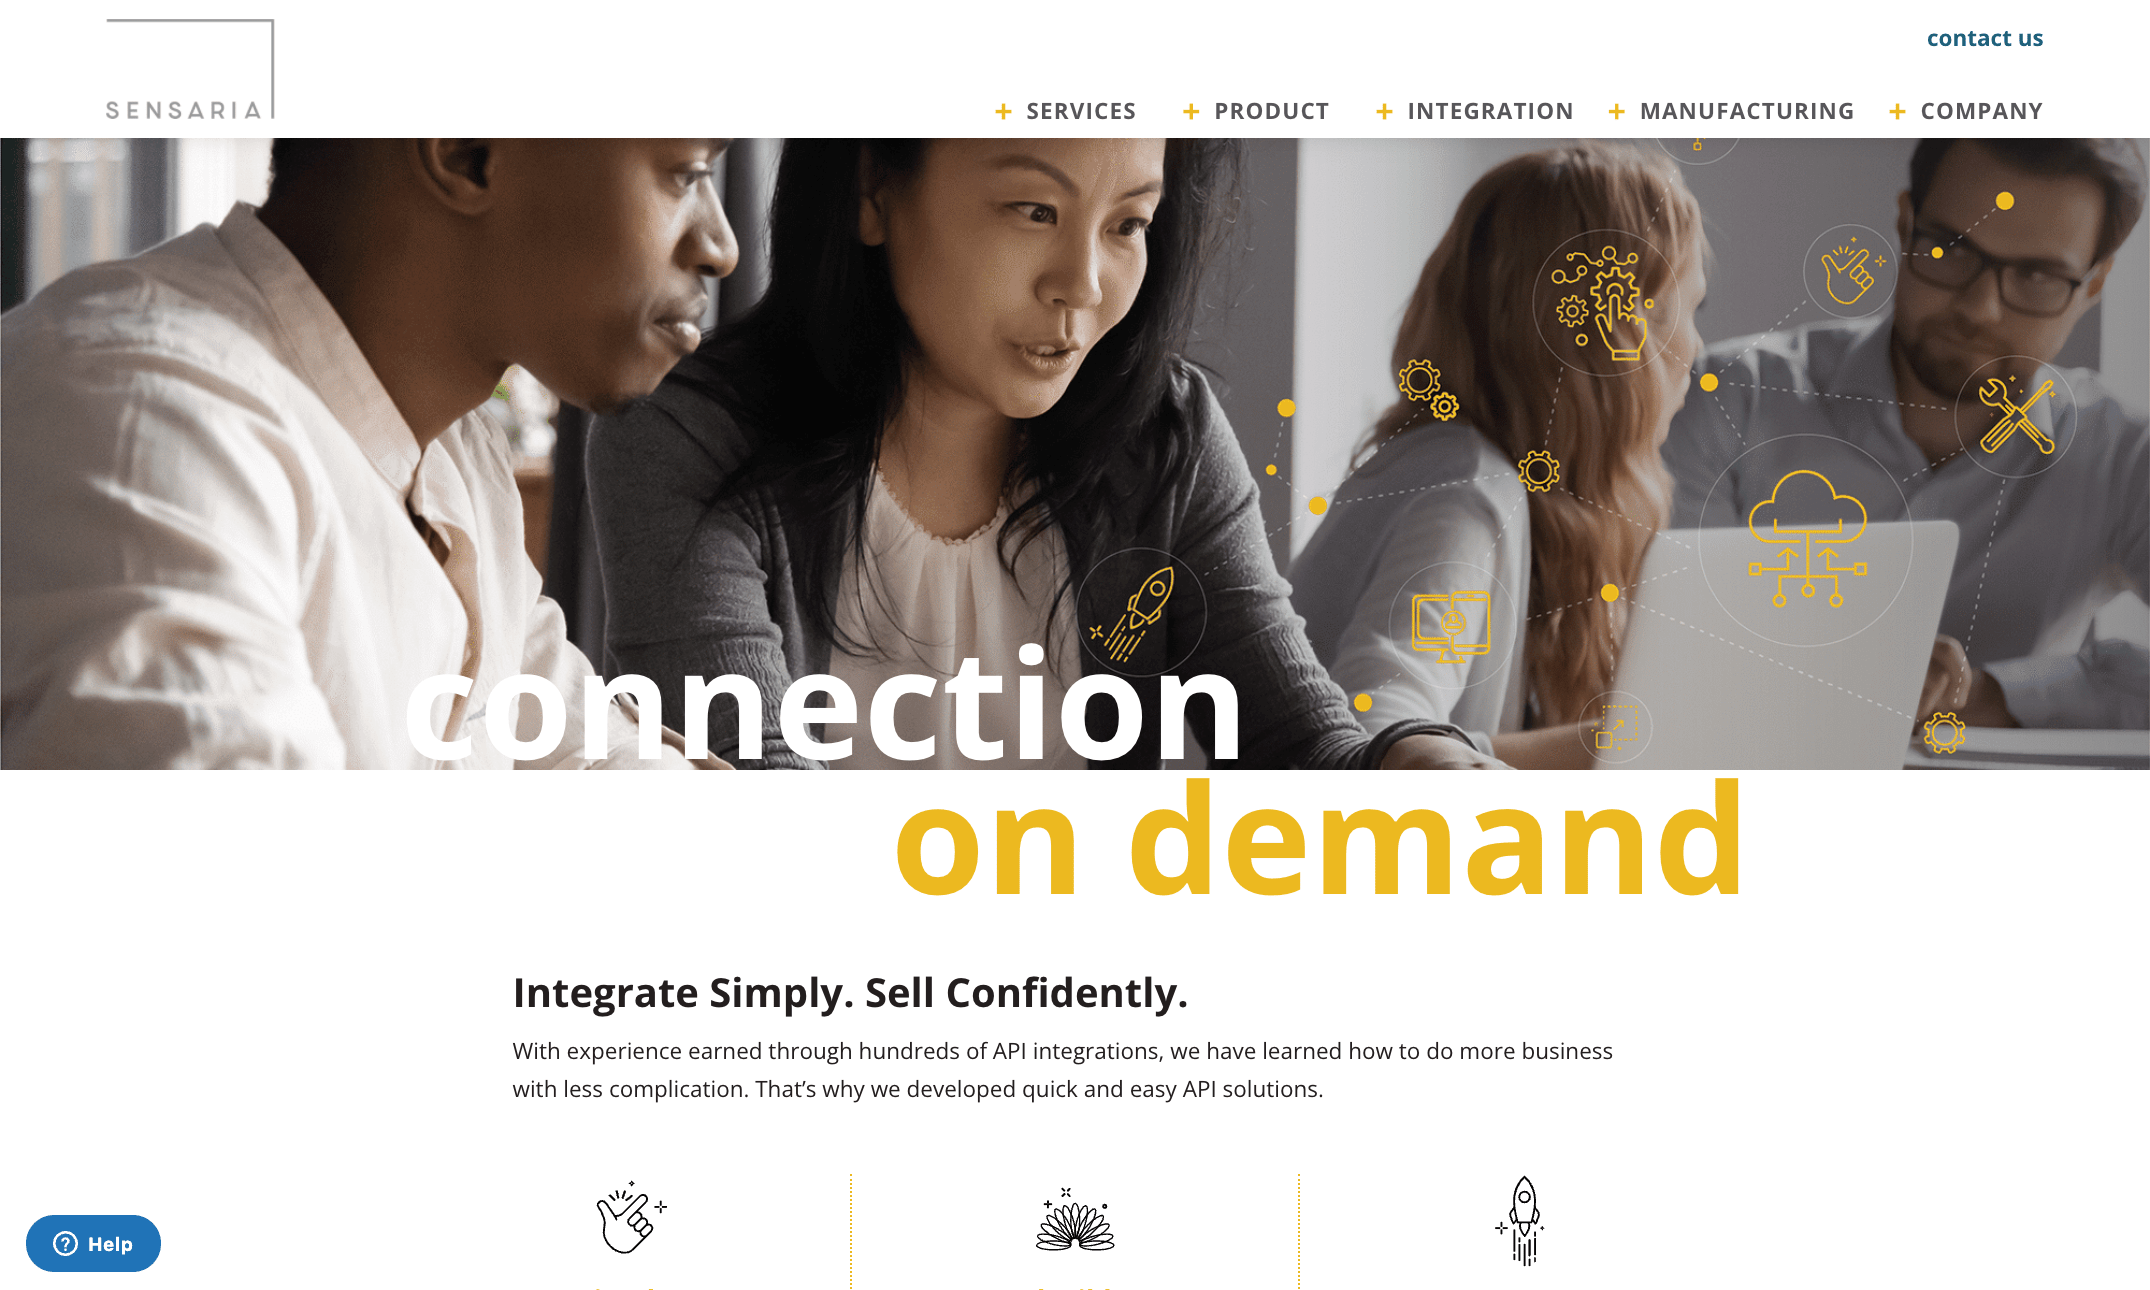 SENSARIA
contact us
SERVICES
PRODUCT
INTEGRATION
MANUFACTURING
COMPANY
connection
on demand
Integrate Simply. Sell Confidently.
With experience earned through hundreds of API integrations, we have learned how to do more business
with less complication. That’s why we developed quick and easy API solutions.
Help